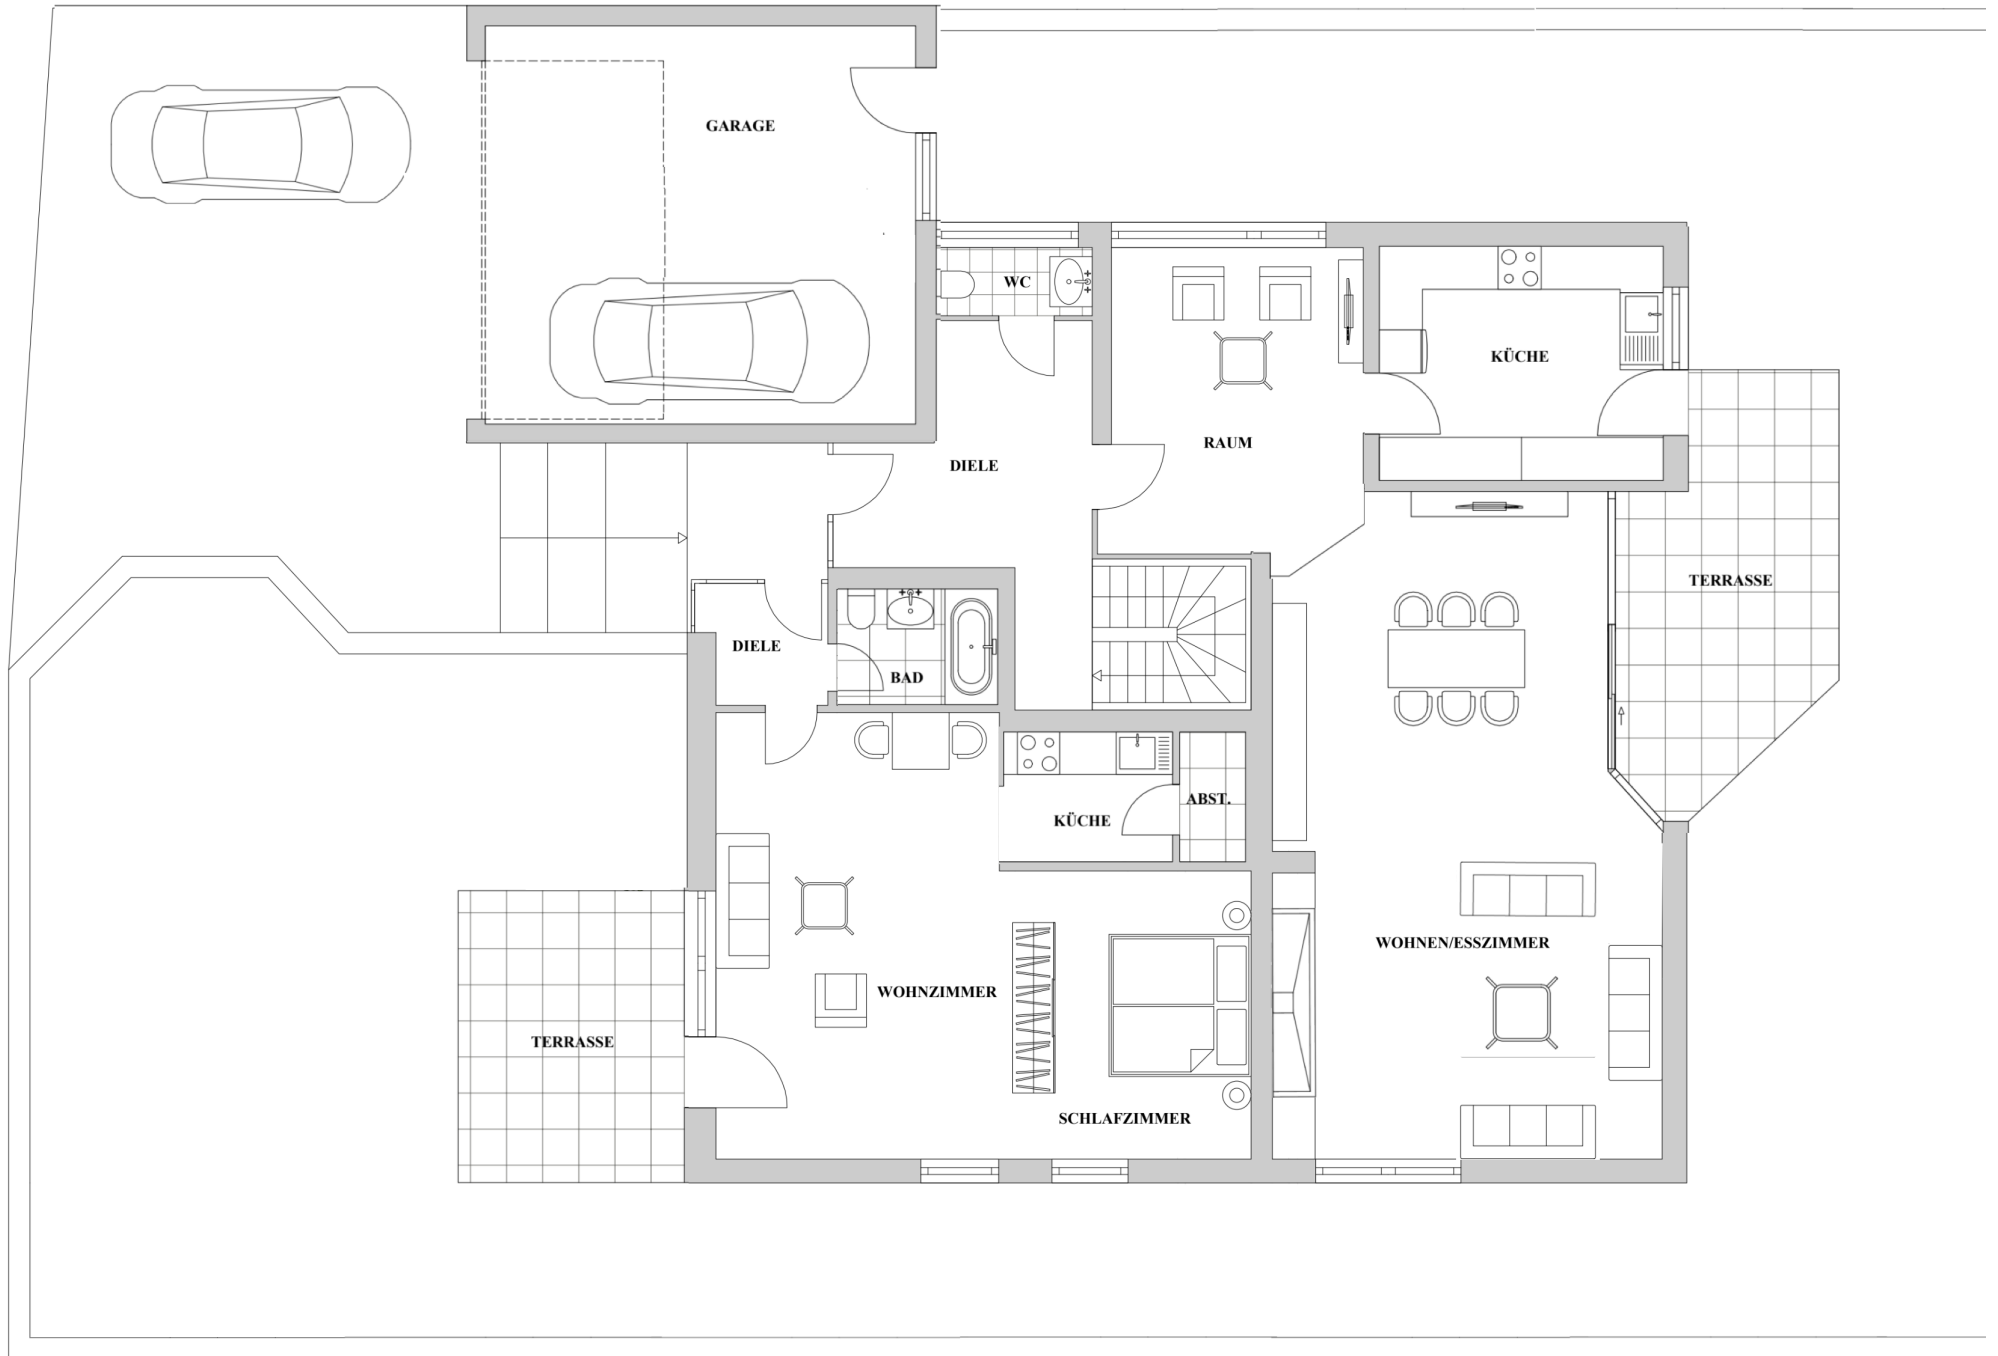 GARAGE
WC
KÜCHE
RAUM
DIELE
TERRASSE
DIELE
BAD
ABST.
KÜCHE
WOHNEN/ESSZIMMER
WOHNZIMMER
TERRASSE
SCHLAFZIMMER